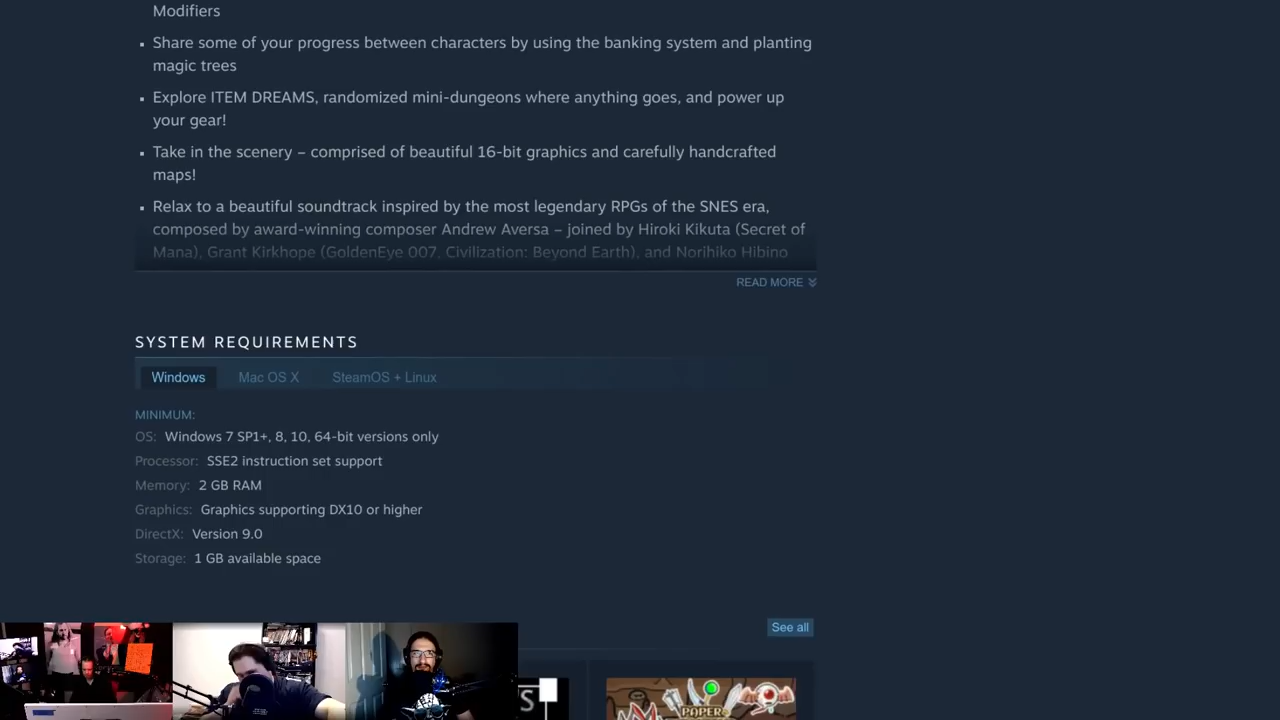 Modifiers
▪ Share some of your progress between characters by using the banking system and planting
magic trees
▪ Explore ITEM DREAMS, randomized mini-dungeons where anything goes, and power up
your gear!
▪ Take in the scenery – comprised of beautiful 16-bit graphics and carefully handcrafted
maps!
▪ Relax to a beautiful soundtrack inspired by the most legendary RPGs of the SNES era,
composed by award-winning composer Andrew Aversa – joined by Hiroki Kikuta (Secret of
Mana), Grant Kirkhope (GoldenEye 007, Civilization: Beyond Earth), and Norihiko Hibino
READ MORE
SYSTEM REQUIREMENTS
Windows Mac OS X SteamOS + Linux
MINIMUM:
OS: Windows 7 SP1+, 8, 10, 64-bit versions only
Processor: SSE2 instruction set support
Memory: 2 GB RAM
Graphics: Graphics supporting DX10 or higher
DirectX: Version 9.0
Storage: 1 GB available space
See all
PAPER